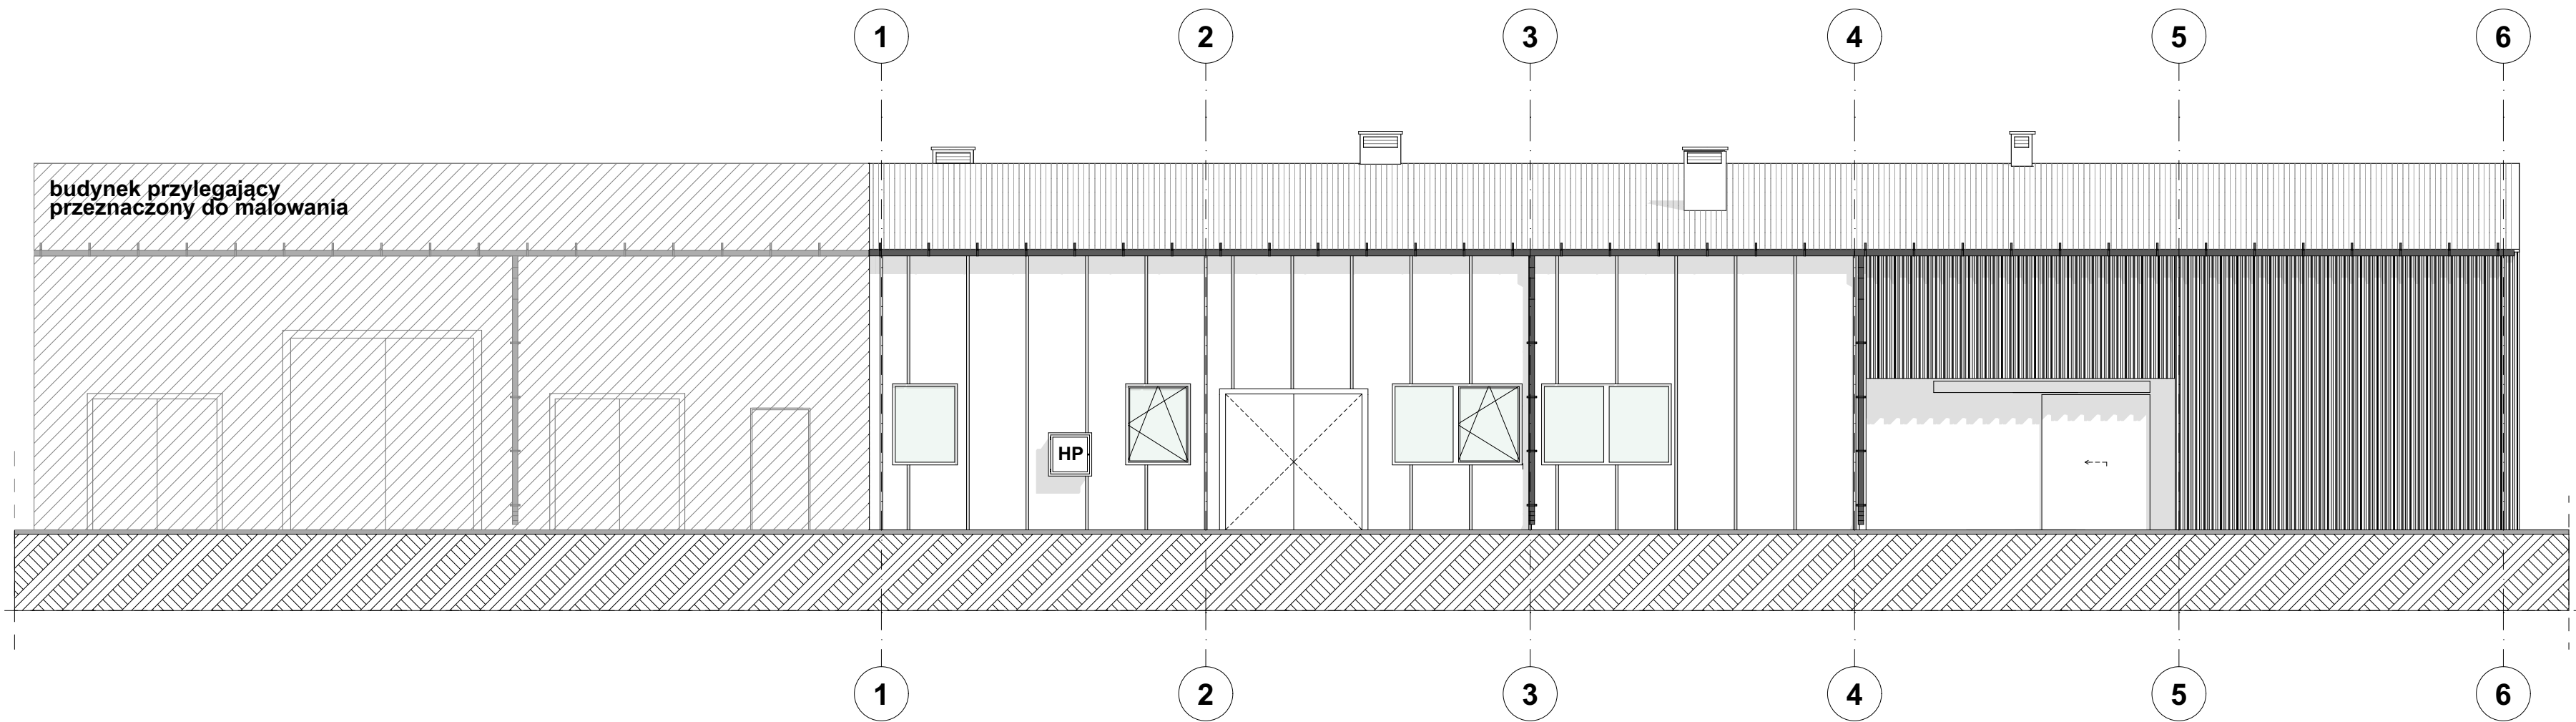 1 2 3 4 5 6
budynek przylegający
przeznaczony do malowania
HP
1 2 3 4 5 6